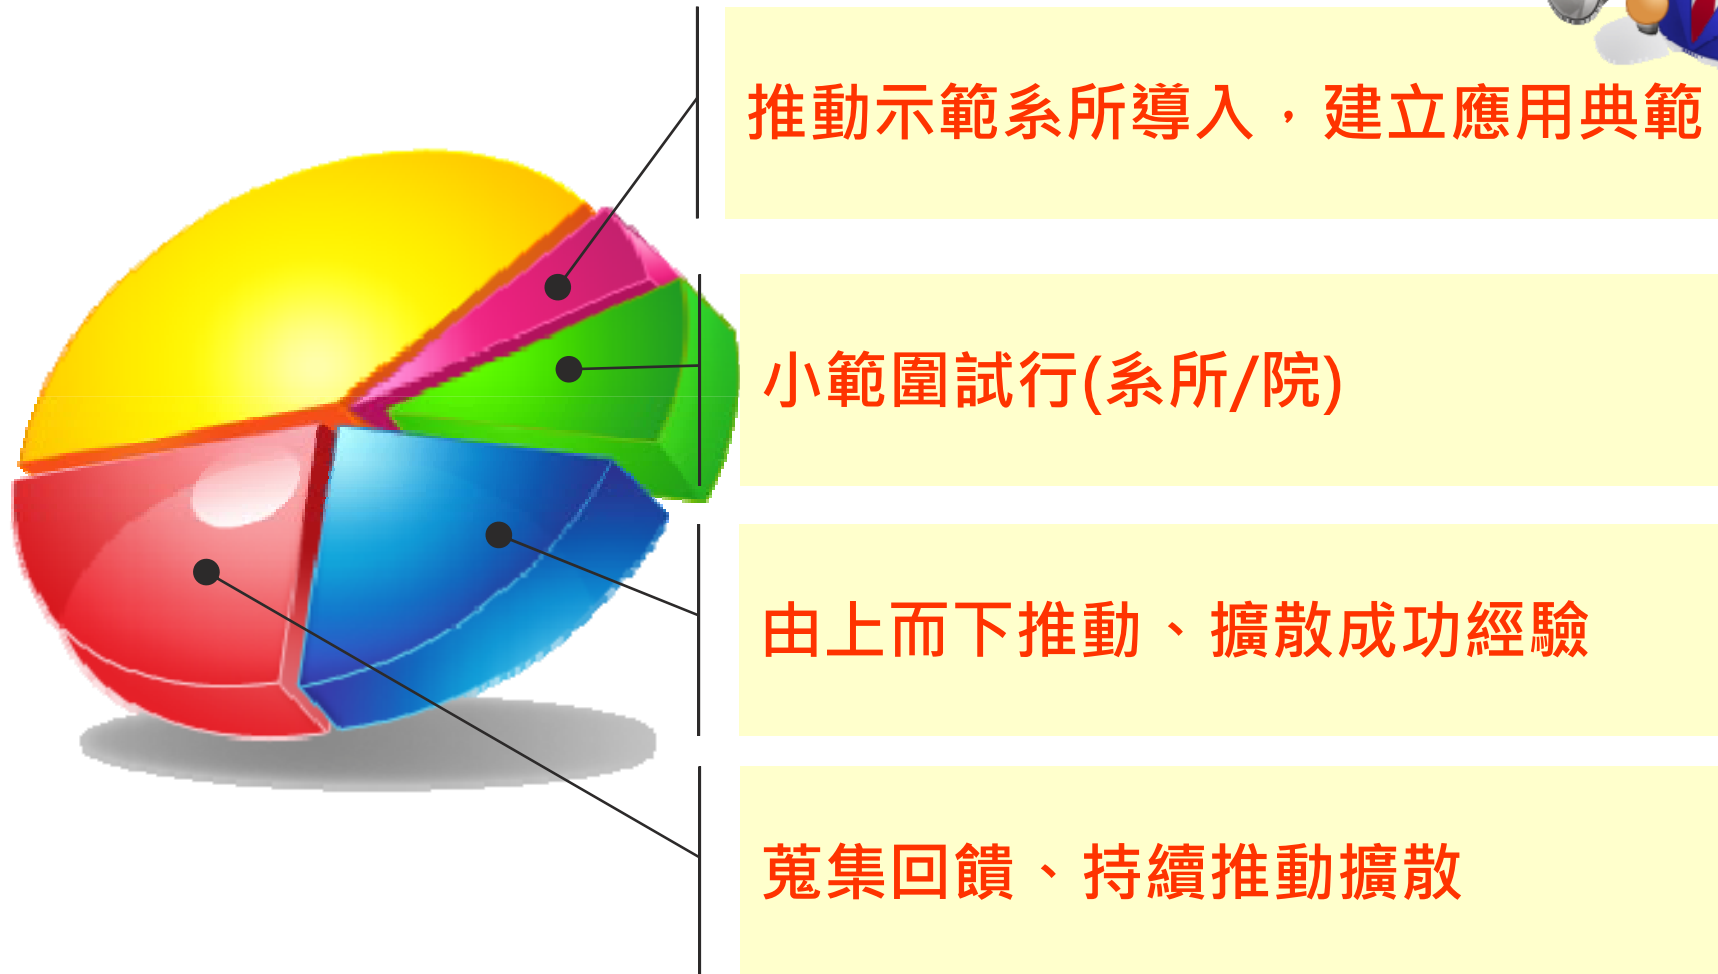 推動示範系所導入，建立應用典範
小範圍試行(系所/院)
由上而下推動、擴散成功經驗
蒐集回饋、持續推動擴散